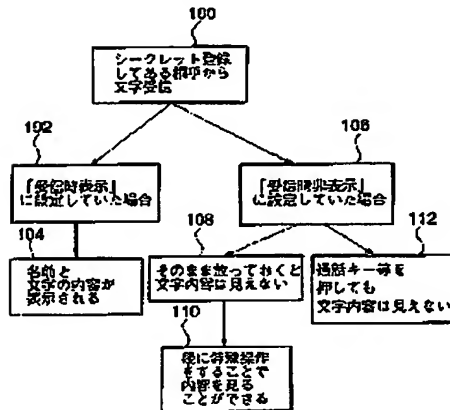 100
シークレット登録
してある相手から
文字受信
102
『受信時表示』
に設定していた場合
106
『受信時非表示』
に設定していた場合
104
名前と
文字の内容が
表示される
108
そのまま放っておくと
文字内容は見えない
112
通話キー等を
押しても
文字内容は見えない
110
後に特殊操作
をすることで
内容を見る
ことができる